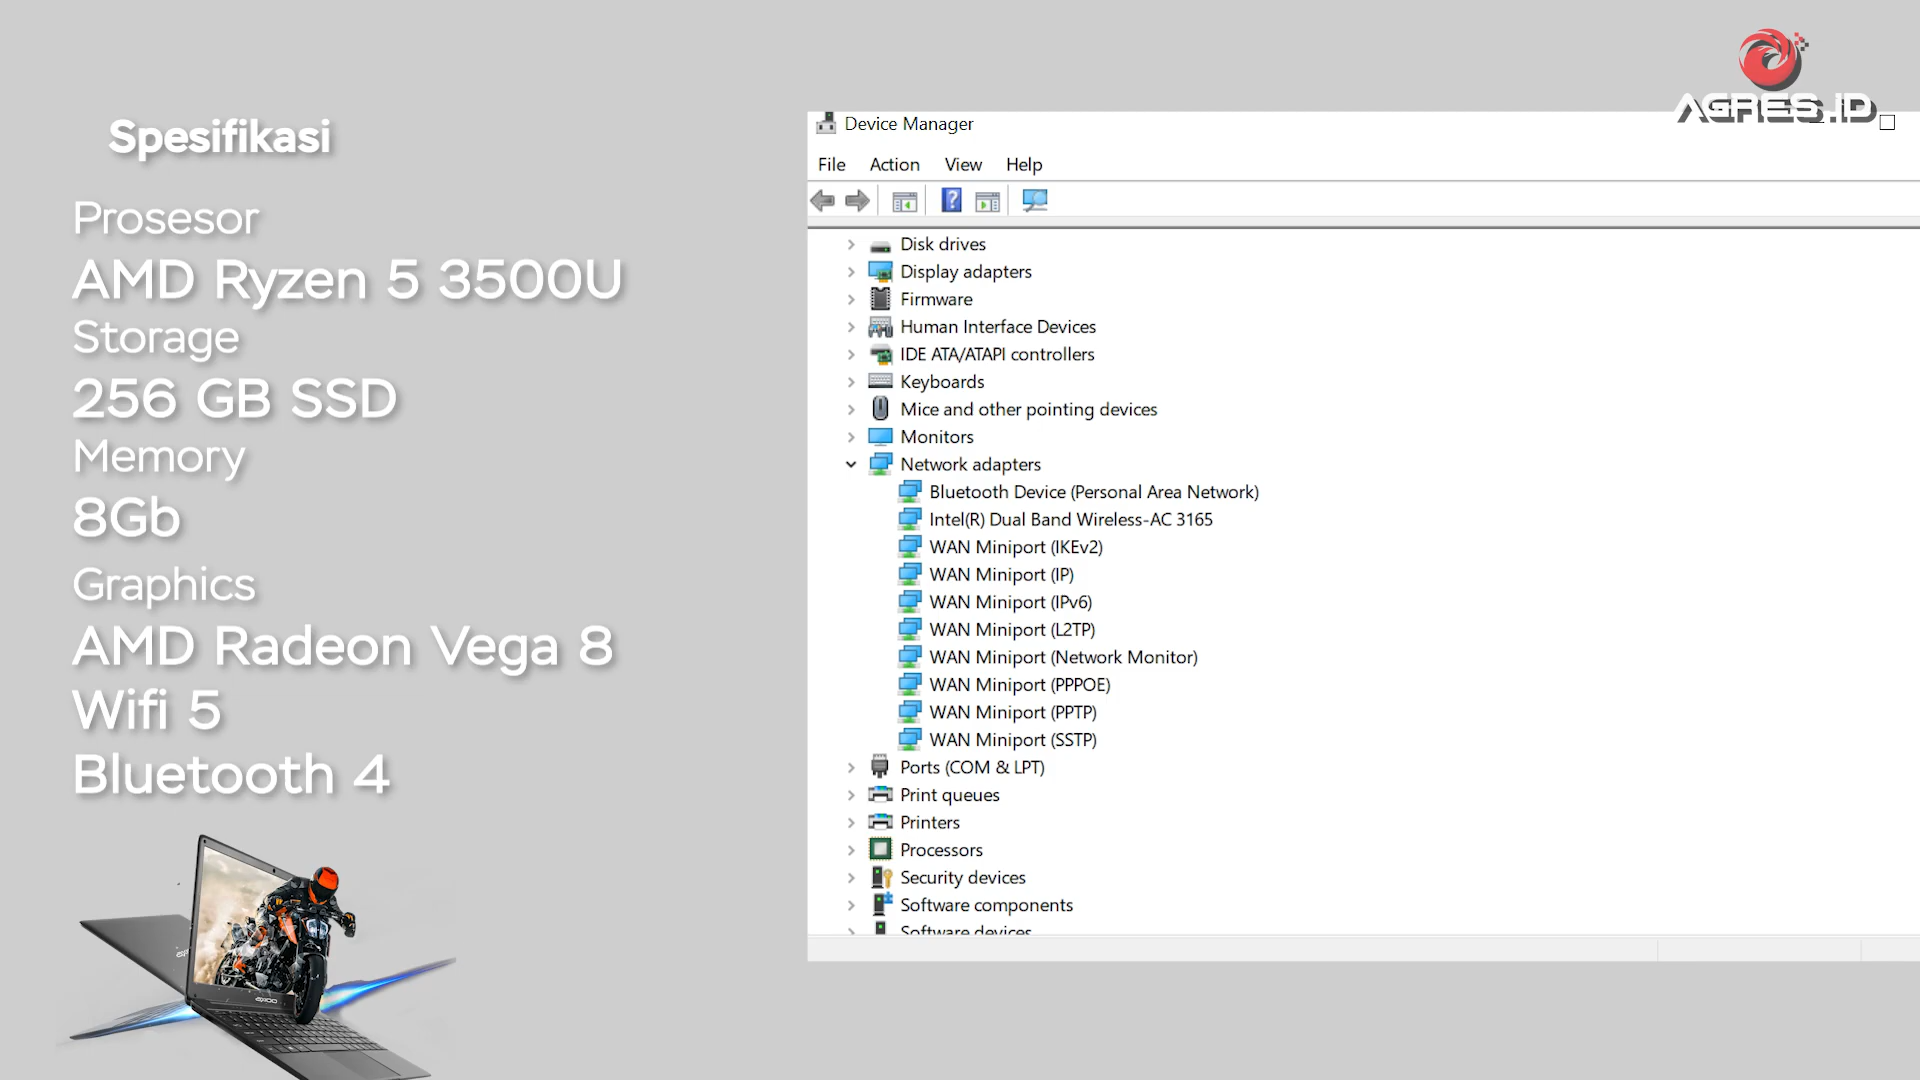 AGRES.ID
Spesifikasi
Prosesor
AMD Ryzen 5 3500U
Storage
256 GB SSD
Memory
8Gb
Graphics
AMD Radeon Vega 8
Wifi 5
Bluetooth 4
axioo
Device Manager
File Action View Help
Disk drives
Display adapters
Firmware
Human Interface Devices
IDE ATA/ATAPI controllers
Keyboards
Mice and other pointing devices
Monitors
Network adapters
Bluetooth Device (Personal Area Network)
Intel(R) Dual Band Wireless-AC 3165
WAN Miniport (IKEv2)
WAN Miniport (IP)
WAN Miniport (IPv6)
WAN Miniport (L2TP)
WAN Miniport (Network Monitor)
WAN Miniport (PPPOE)
WAN Miniport (PPTP)
WAN Miniport (SSTP)
Ports (COM & LPT)
Print queues
Printers
Processors
Security devices
Software components
Software devices